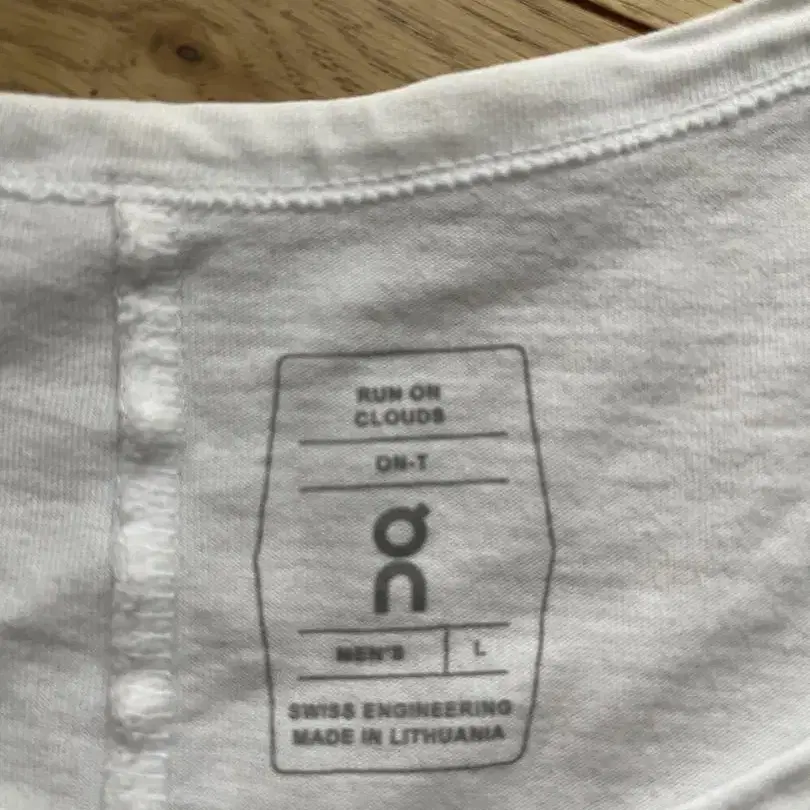 RUN ON
CLOUDS
ON-T
MEN'S L
SWISS ENGINEERING
MADE IN LITHUANIA